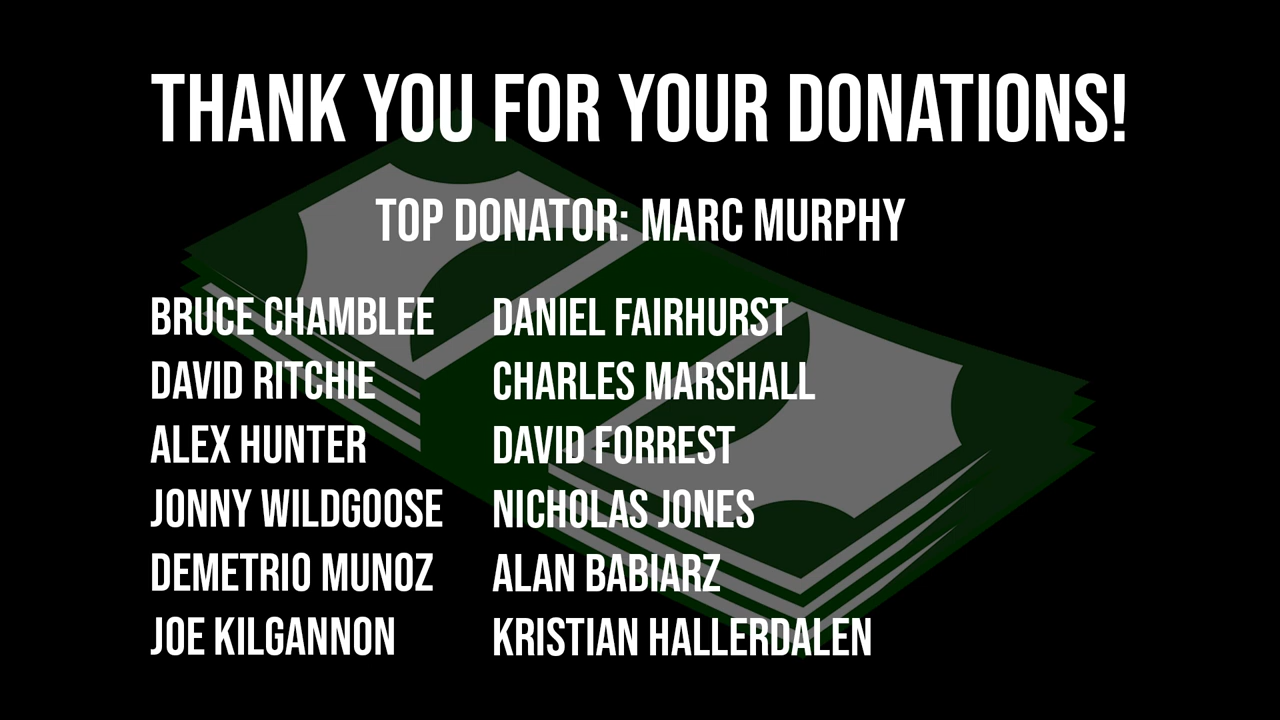 THANK YOU FOR YOUR DONATIONS!
TOP DONATOR: MARC MURPHY
BRUCE CHAMBLEE
DAVID RITCHIE
ALEX HUNTER
JONNY WILDGOOSE
DEMETRIO MUNOZ
JOE KILGANNON
DANIEL FAIRHURST
CHARLES MARSHALL
DAVID FORREST
NICHOLAS JONES
ALAN BABIARZ
KRISTIAN HALLERDALEN